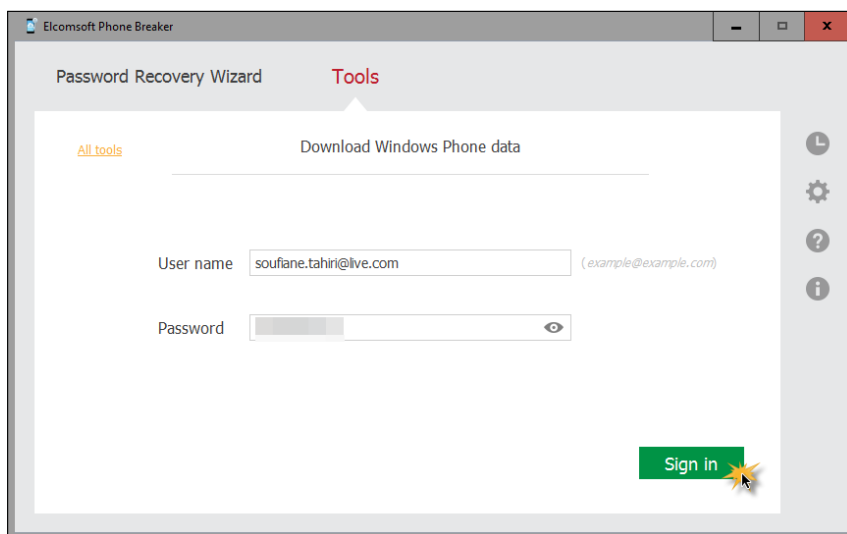 Elcomsoft Phone Breaker
Password Recovery Wizard Tools
All tools Download Windows Phone data
User name soufiane.tahiri@live.com (example@example.com)
Password
Sign in